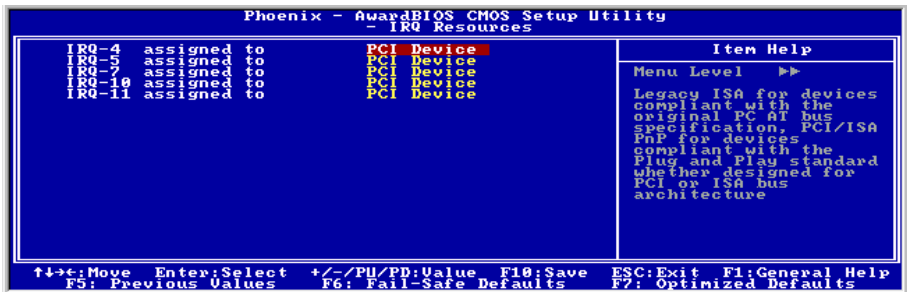 Phoenix - AwardBIOS CMOS Setup Utility
- IRQ Resources
IRQ-4 assigned to PCI Device
IRQ-5 assigned to PCI Device
IRQ-7 assigned to PCI Device
IRQ-10 assigned to PCI Device
IRQ-11 assigned to PCI Device
Item Help
Menu Level ►►
Legacy ISA for devices
compliant with the
original PC AT bus
specification, PCI/ISA
PnP for devices
compliant with the
Plug and Play standard
whether designed for
PCI or ISA bus
architecture
↑↓→←:Move Enter:Select +/-/PU/PD:Value F10:Save ESC:Exit F1:General Help
F5: Previous Values F6: Fail-Safe Defaults F7: Optimized Defaults